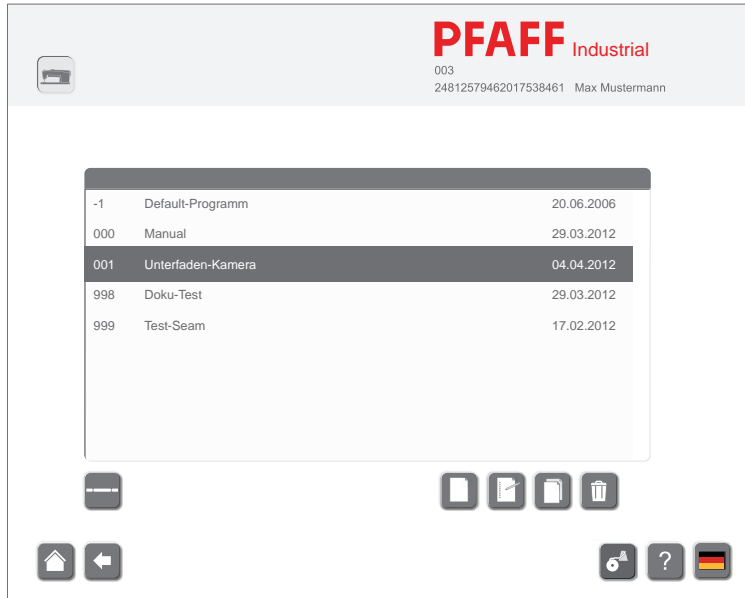 PFAFF Industrial
003
24812579462017538461 Max Mustermann
-1 Default-Programm 20.06.2006
000 Manual 29.03.2012
001 Unterfaden-Kamera 04.04.2012
998 Doku-Test 29.03.2012
999 Test-Seam 17.02.2012
?